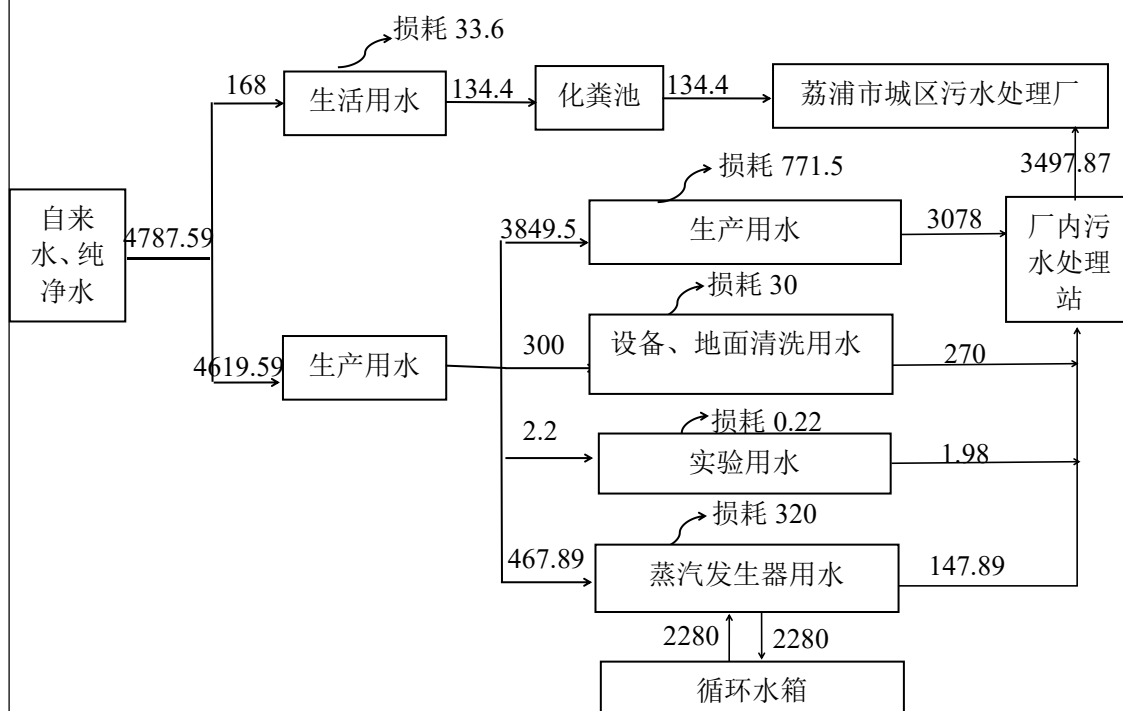 损耗 33.6
168
生活用水
134.4
化粪池
134.4
荔浦市城区污水处理厂
3497.87
损耗 771.5
自来
水、纯
净水
4787.59
3849.5
生产用水
3078
厂内污
水处理
站
损耗 30
4619.59
生产用水
300
设备、地面清洗用水
270
损耗 0.22
2.2
实验用水
1.98
损耗 320
467.89
蒸汽发生器用水
147.89
2280
2280
循环水箱